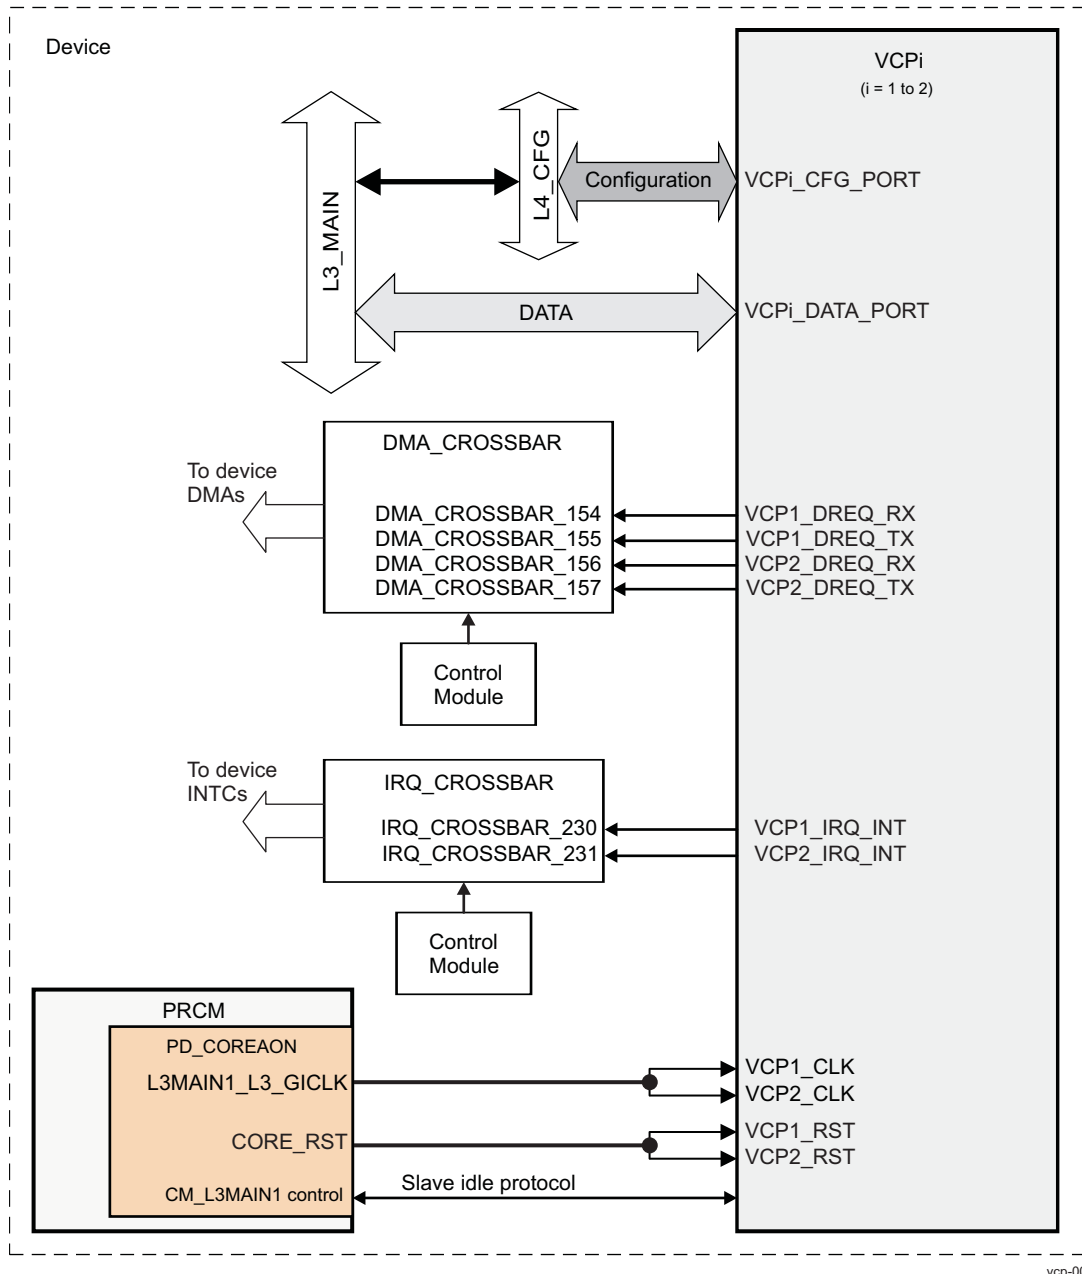 Device
VCPi
(i = 1 to 2)
L3_MAIN
L4_CFG
Configuration
VCPi_CFG_PORT
DATA
VCPi_DATA_PORT
DMA_CROSSBAR
To device
DMAs
DMA_CROSSBAR_154
VCP1_DREQ_RX
DMA_CROSSBAR_155
VCP1_DREQ_TX
DMA_CROSSBAR_156
VCP2_DREQ_RX
DMA_CROSSBAR_157
VCP2_DREQ_TX
Control
Module
To device
INTCs
IRQ_CROSSBAR
IRQ_CROSSBAR_230
VCP1_IRQ_INT
IRQ_CROSSBAR_231
VCP2_IRQ_INT
Control
Module
PRCM
PD_COREAON
L3MAIN1_L3_GICLK
VCP1_CLK
VCP2_CLK
CORE_RST
VCP1_RST
VCP2_RST
CM_L3MAIN1 control
Slave idle protocol